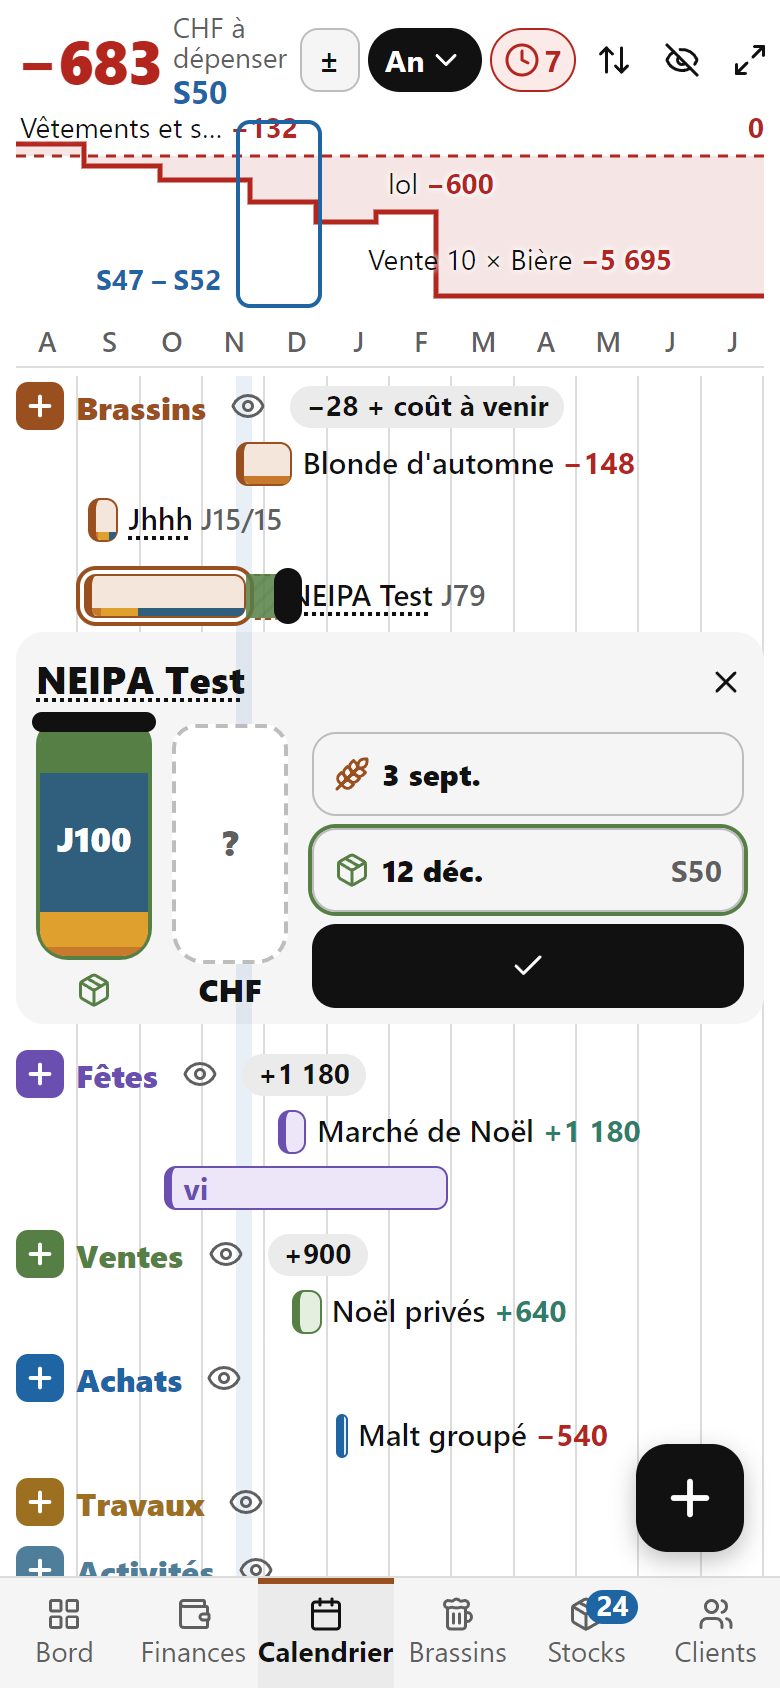 −683
CHF à
dépenser
S50
±
An
7
Vêtements et s... −132
0
lol −600
Vente 10 × Bière −5 695
S47 – S52
A S O N D J F M A M J J
Brassins
−28 + coût à venir
Blonde d'automne −148
Jhhh J15/15
NEIPA Test J79
NEIPA Test
3 sept.
J100
?
12 déc. S50
CHF
Fêtes
+1 180
Marché de Noël +1 180
vi
Ventes
+900
Noël privés +640
Achats
Malt groupé −540
Travaux
Activités
24
Bord Finances Calendrier Brassins Stocks Clients